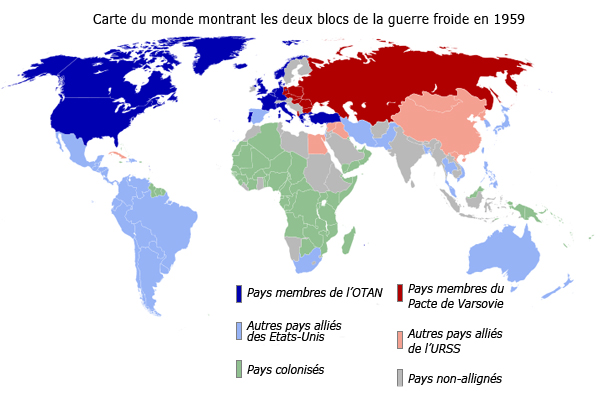 Carte du monde montrant les deux blocs de la guerre froide en 1959
Pays membres de l'OTAN
Autres pays alliés
des Etats-Unis
Pays colonisés
Pays membres du
Pacte de Varsovie
Autres pays alliés
de l'URSS
Pays non-allignés